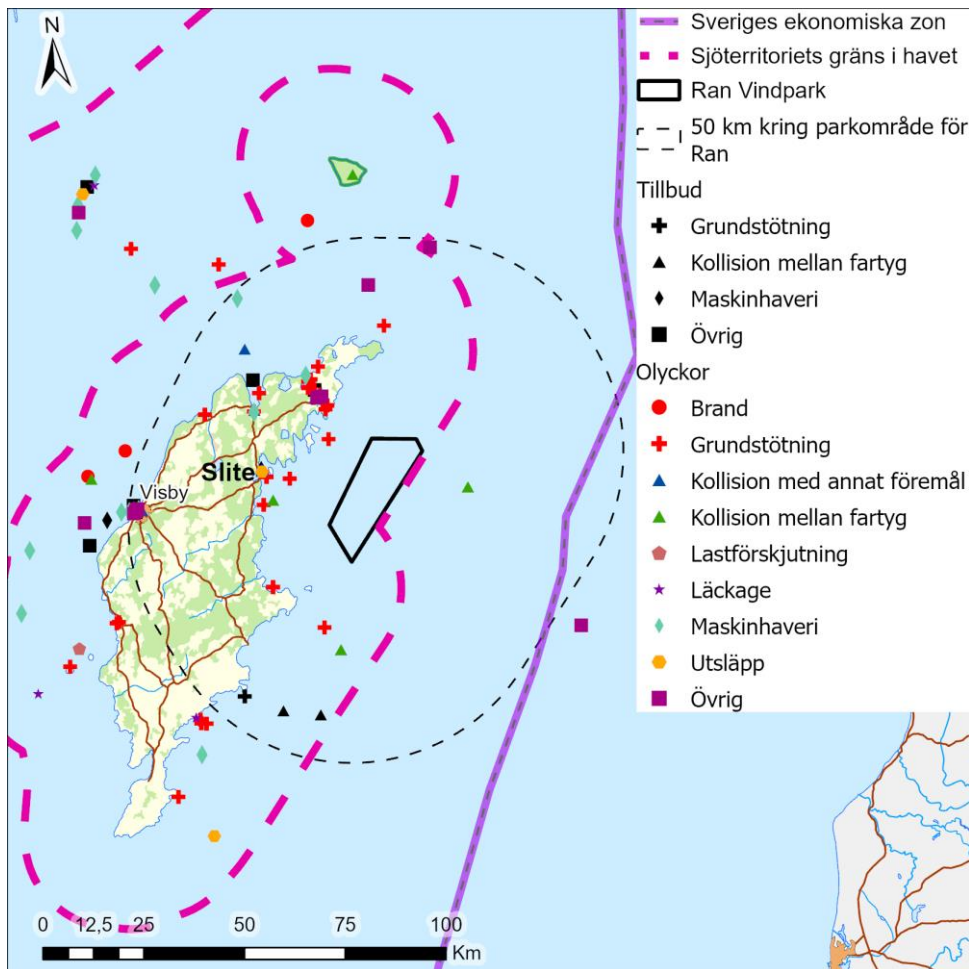 N
Sveriges ekonomiska zon
Sjöterritoriets gräns i havet
Ran Vindpark
50 km kring parkområde för
Ran
Tillbud
Grundstötning
Kollision mellan fartyg
Maskinhaveri
Övrig
Olyckor
Brand
Grundstötning
Kollision med annat föremål
Kollision mellan fartyg
Lastförskjutning
Läckage
Maskinhaveri
Utsläpp
Övrig
Slite
Visby
0 12,5 25 50 75 100
Km